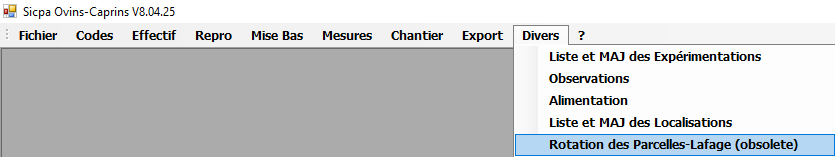 Sicpa Ovins-Caprins V8.04.25
Fichier Codes Effectif Repro Mise Bas Mesures Chantier Export Divers ?
Liste et MAJ des Expérimentations
Observations
Alimentation
Liste et MAJ des Localisations
Rotation des Parcelles-Lafage (obsolete)